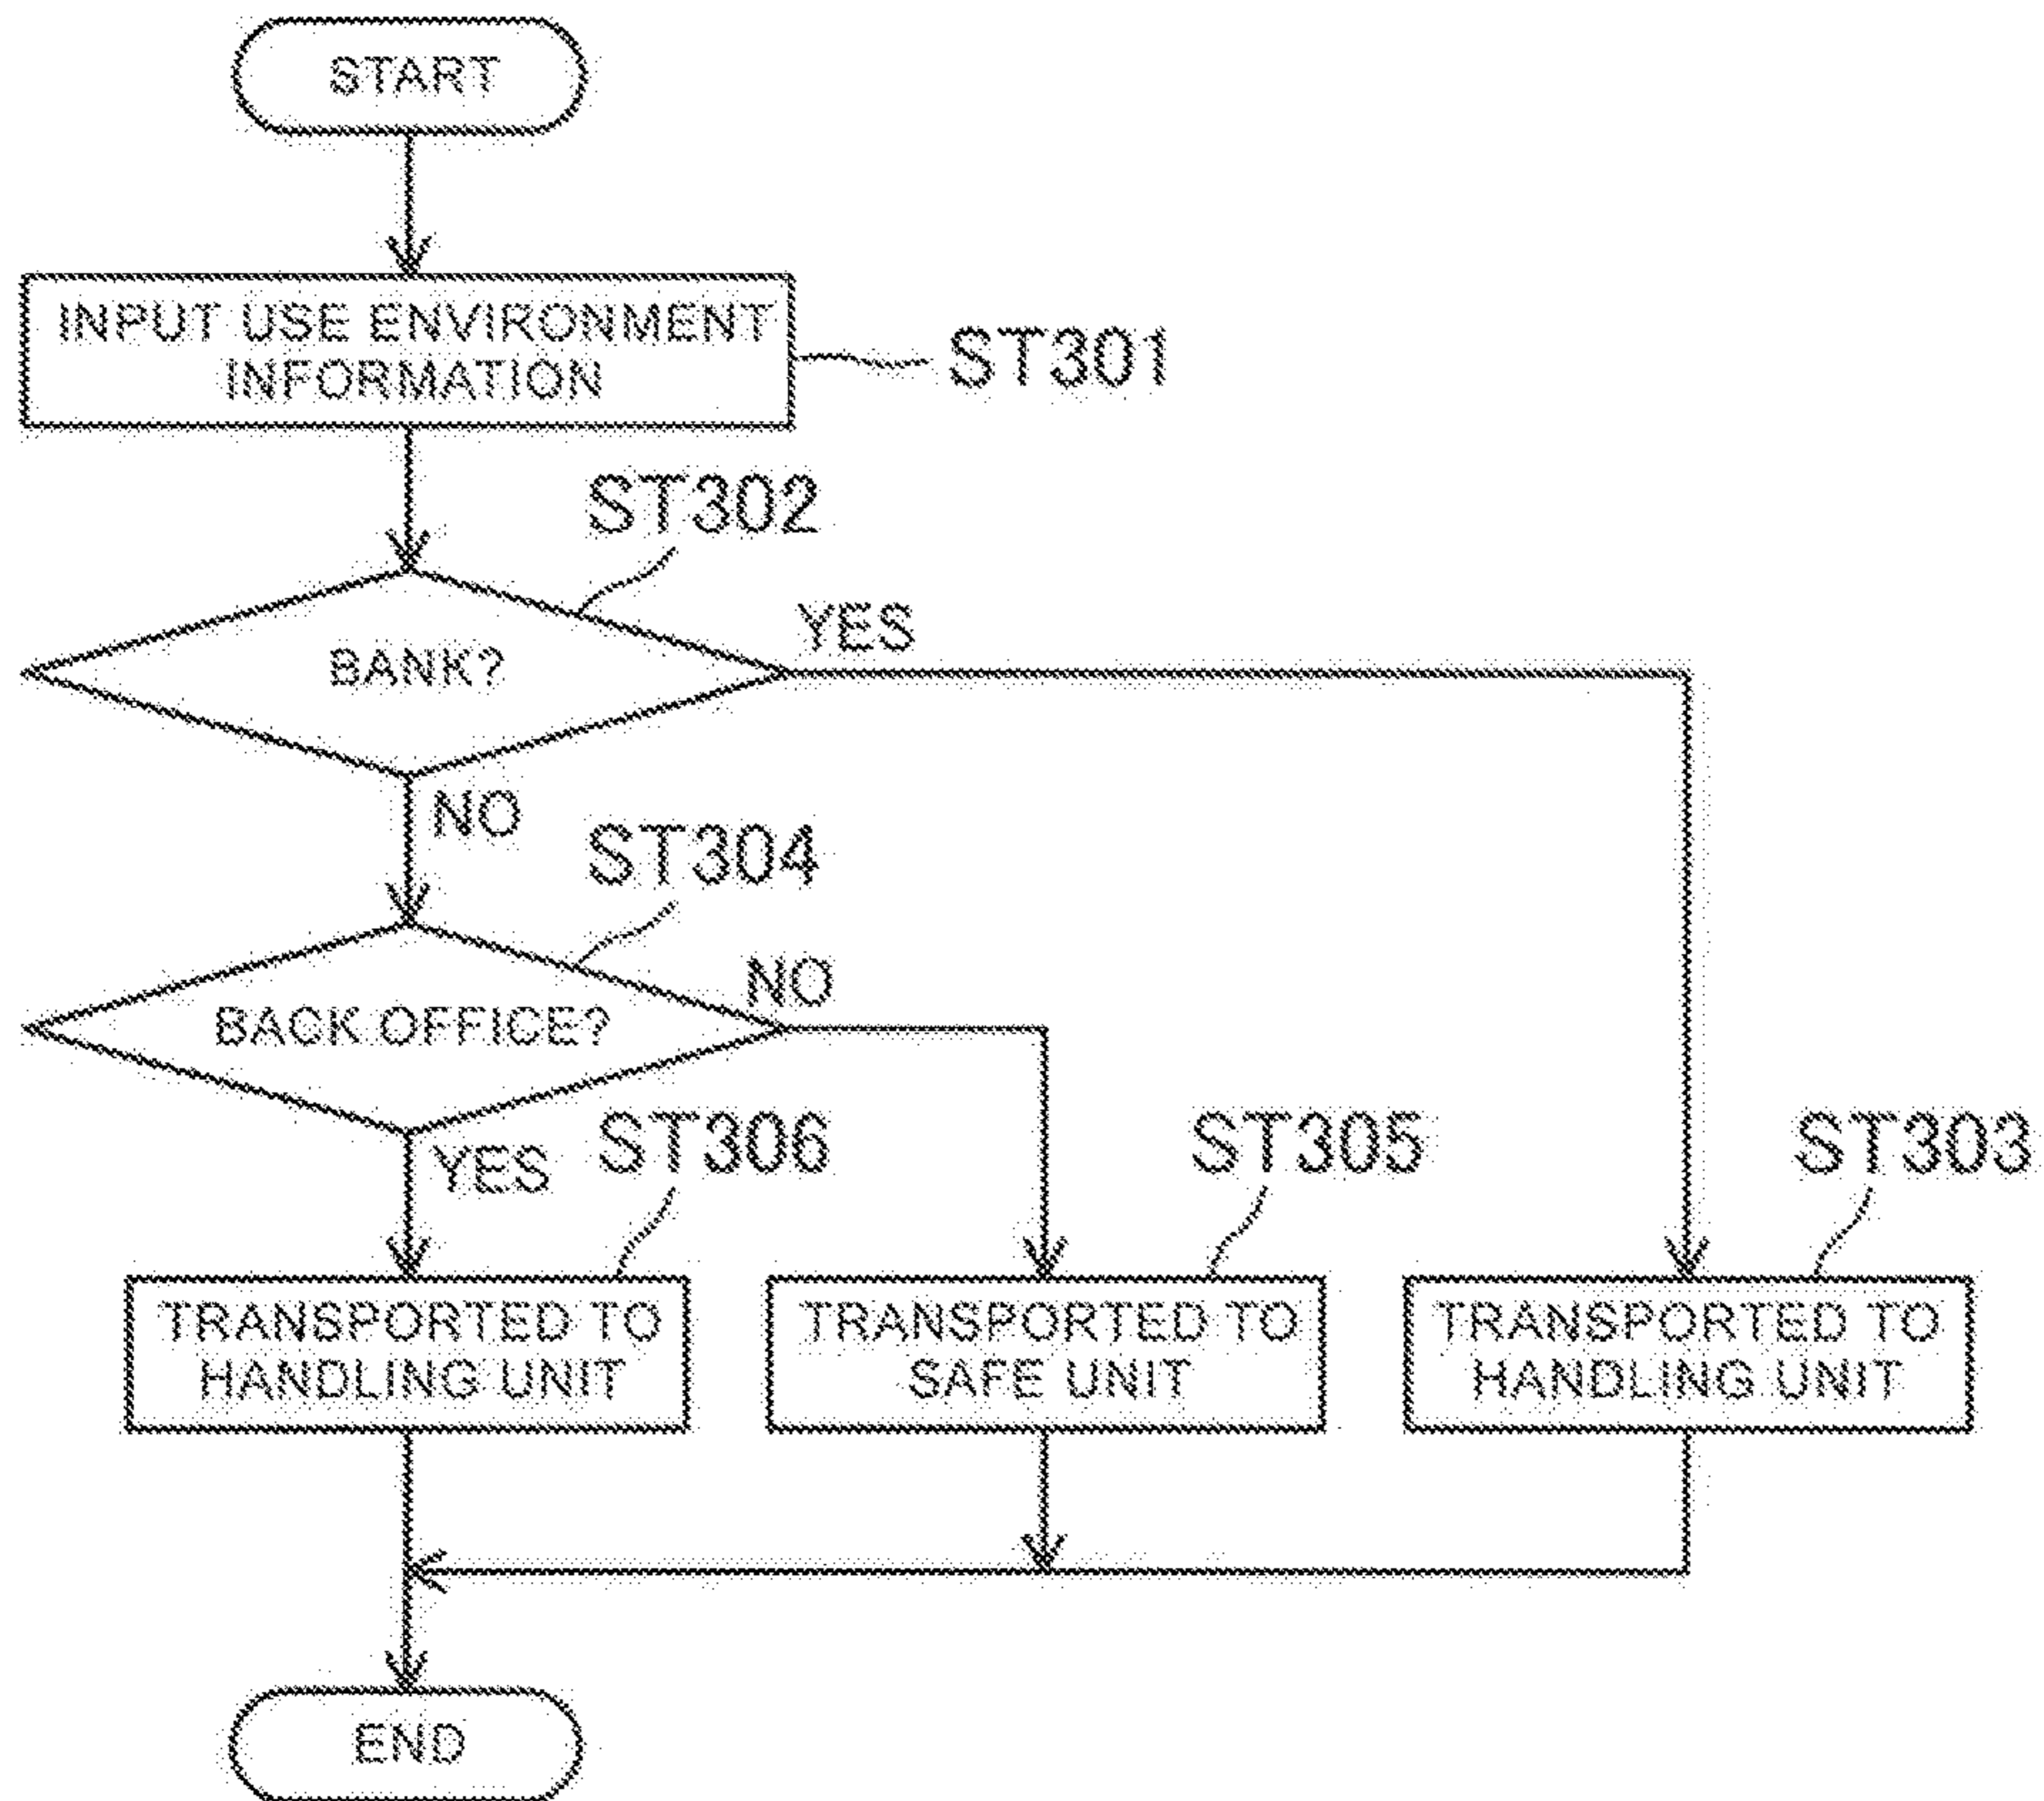 START
INPUT USE ENVIRONMENT
INFORMATION
ST301
ST302
BANK?
YES
NO
ST304
BACK OFFICE?
NO
YES
ST306
ST305
ST303
TRANSPORTED TO
HANDLING UNIT
TRANSPORTED TO
SAFE UNIT
TRANSPORTED TO
HANDLING UNIT
END